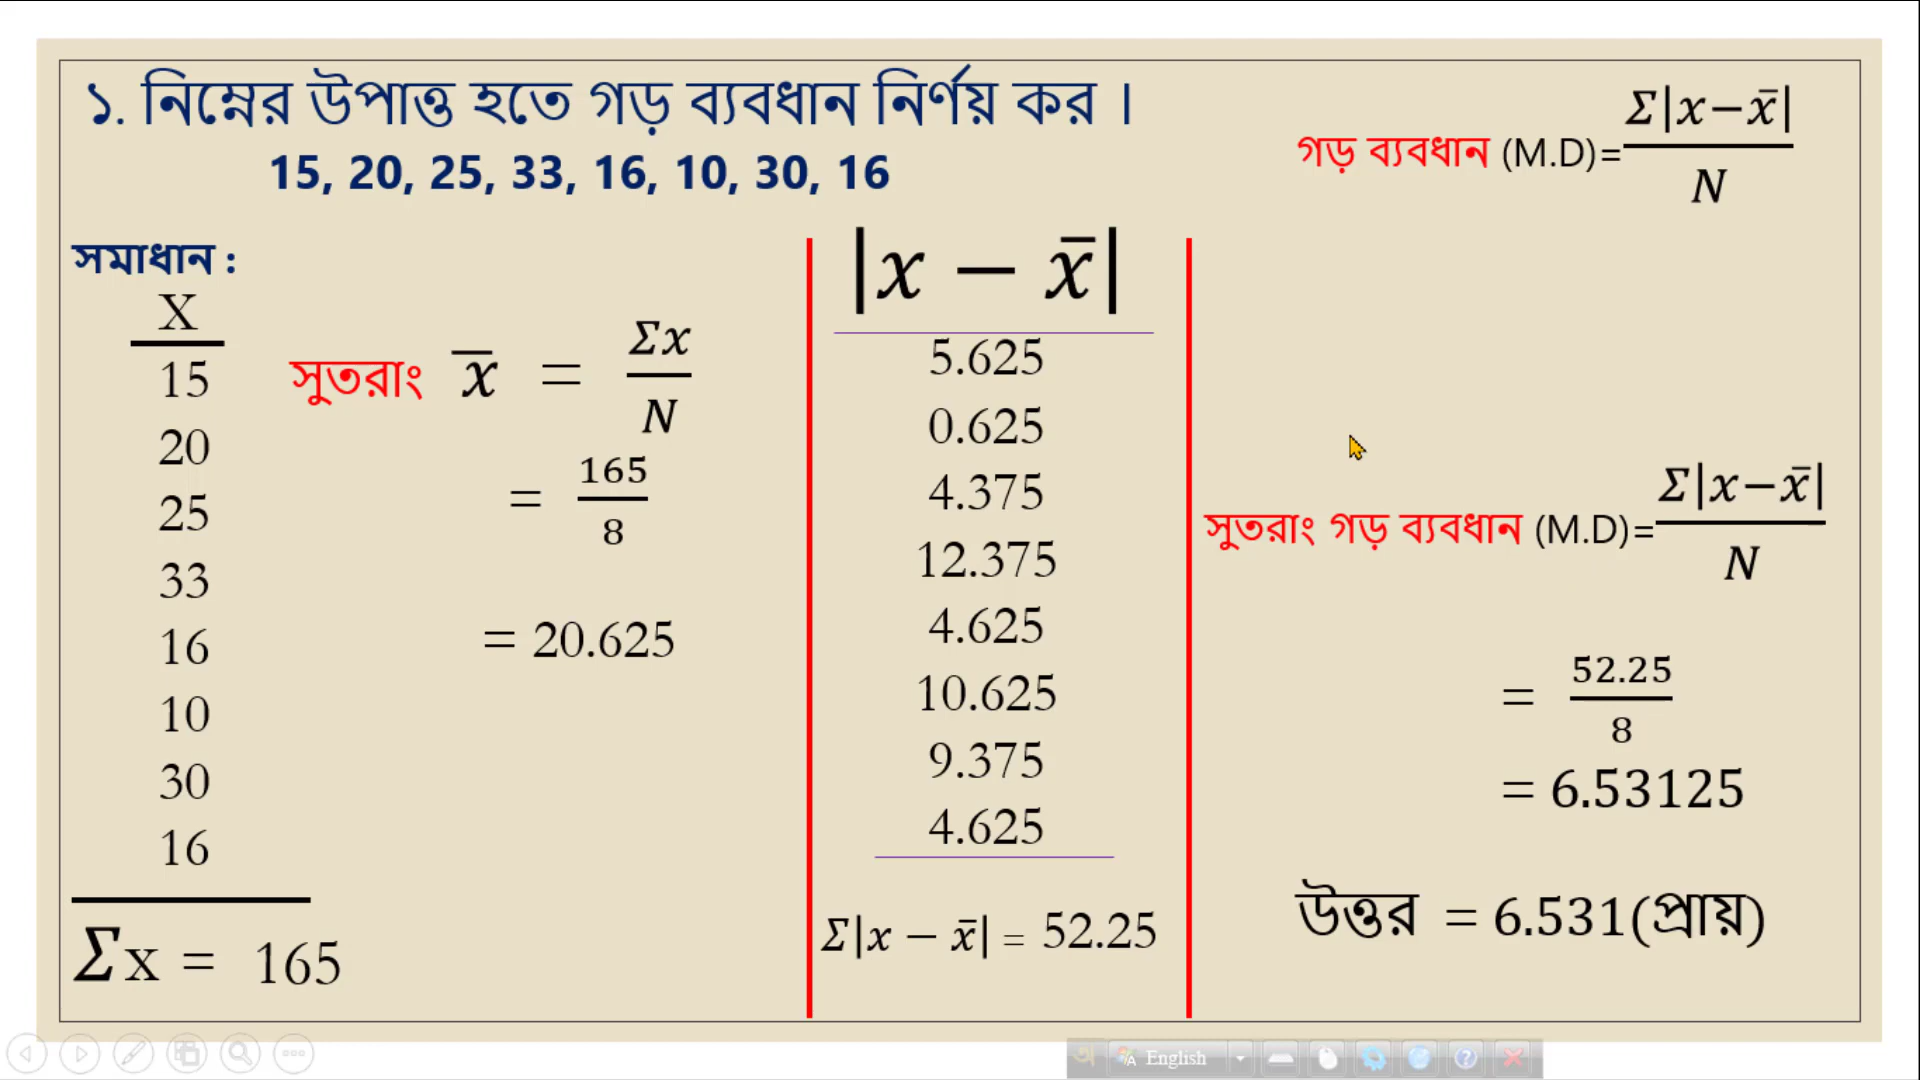 ১. নিম্নের উপাত্ত হতে গড় ব্যবধান নির্ণয় কর ।
15, 20, 25, 33, 16, 10, 30, 16
গড় ব্যবধান (M.D)= Σ|x−x̄| / N
সমাধান :
X
15
20
25
33
16
10
30
16
Σx = 165
সুতরাং x̄ = Σx / N
= 165 / 8
= 20.625
|x − x̄|
5.625
0.625
4.375
12.375
4.625
10.625
9.375
4.625
Σ|x − x̄| = 52.25
সুতরাং গড় ব্যবধান (M.D)= Σ|x−x̄| / N
= 52.25 / 8
= 6.53125
উত্তর = 6.531(প্রায়)
অ English